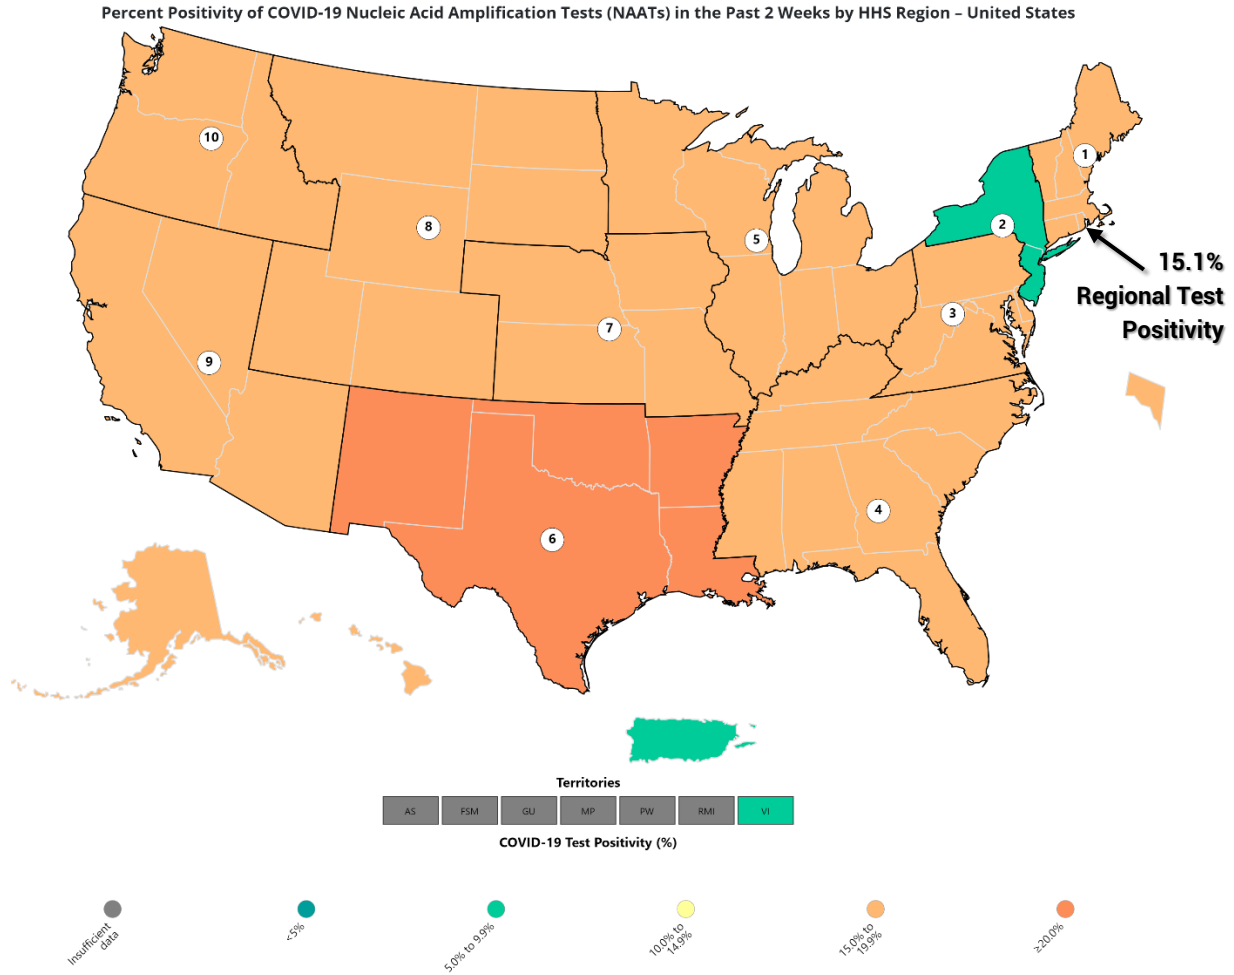 Percent Positivity of COVID-19 Nucleic Acid Amplification Tests (NAATs) in the Past 2 Weeks by HHS Region – United States
10
1
8
2
5
15.1%
Regional Test
Positivity
3
7
9
4
6
Territories
AS
FSM
GU
MP
PW
RMI
VI
COVID-19 Test Positivity (%)
Insufficient
data
<5%
5.0% to 9.9%
10.0% to
14.9%
15.0% to
19.9%
≥20.0%